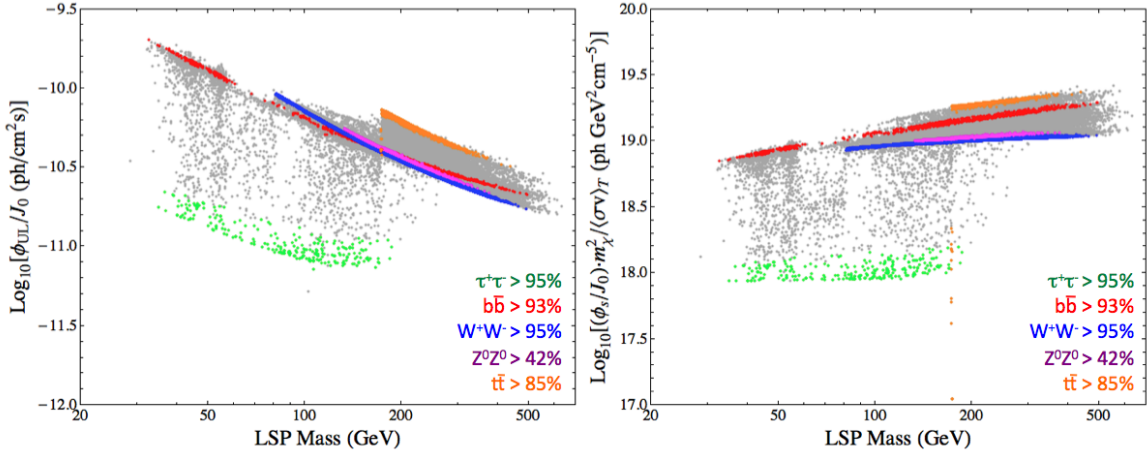 −9.5
−10.0
−10.5
−11.0
−11.5
−12.0
Log₁₀[ϕ_UL/J₀ (ph/cm²s)]
20 50 100 200 500
LSP Mass (GeV)
τ⁺τ⁻ > 95%
bb̄ > 93%
W⁺W⁻ > 95%
Z⁰Z⁰ > 42%
tt̄ > 85%
20.0
19.5
19.0
18.5
18.0
17.5
17.0
Log₁₀[(ϕₛ/J₀)·m²_χ/⟨σv⟩_T (ph GeV²cm⁻⁵)]
20 50 100 200 500
LSP Mass (GeV)
τ⁺τ⁻ > 95%
bb̄ > 93%
W⁺W⁻ > 95%
Z⁰Z⁰ > 42%
tt̄ > 85%